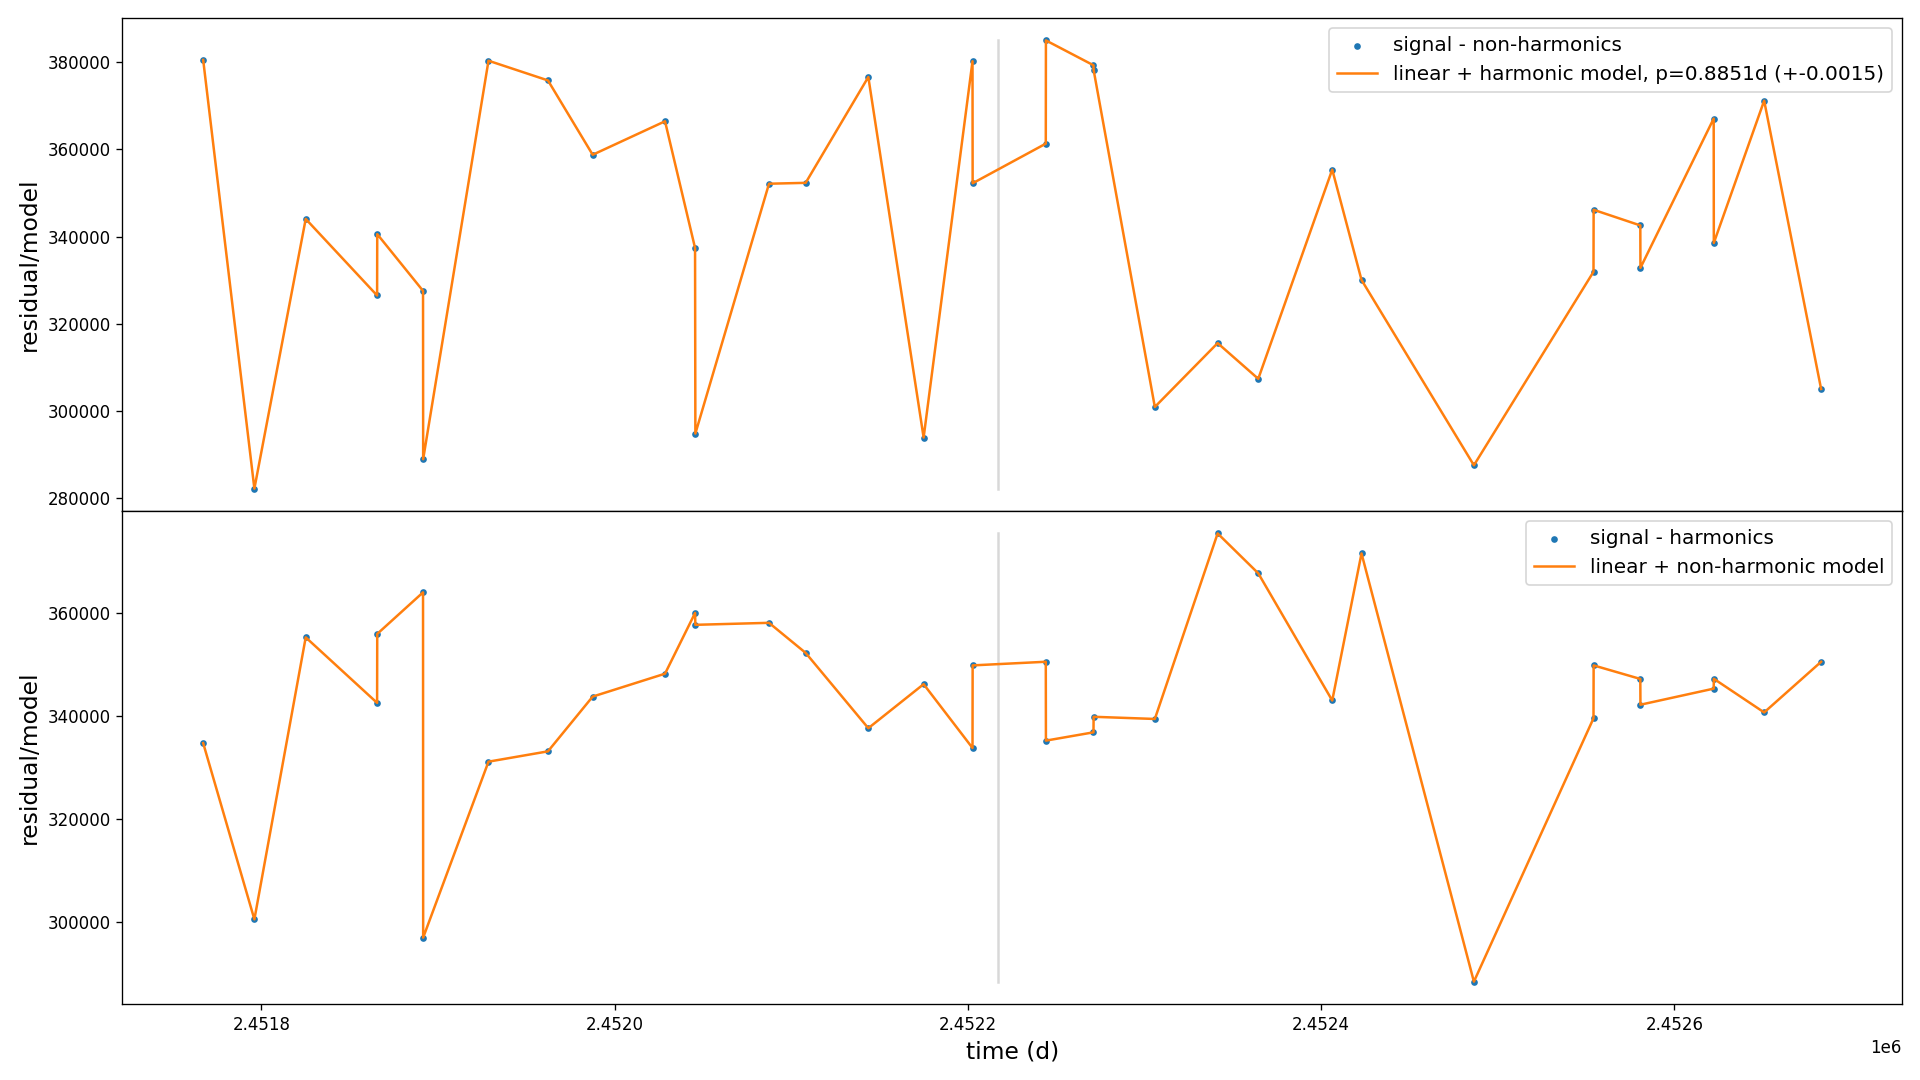 380000
360000
340000
320000
300000
280000
residual/model
signal - non-harmonics
linear + harmonic model, p=0.8851d (+-0.0015)
360000
340000
320000
300000
residual/model
signal - harmonics
linear + non-harmonic model
2.4518
2.4520
2.4522
2.4524
2.4526
1e6
time (d)